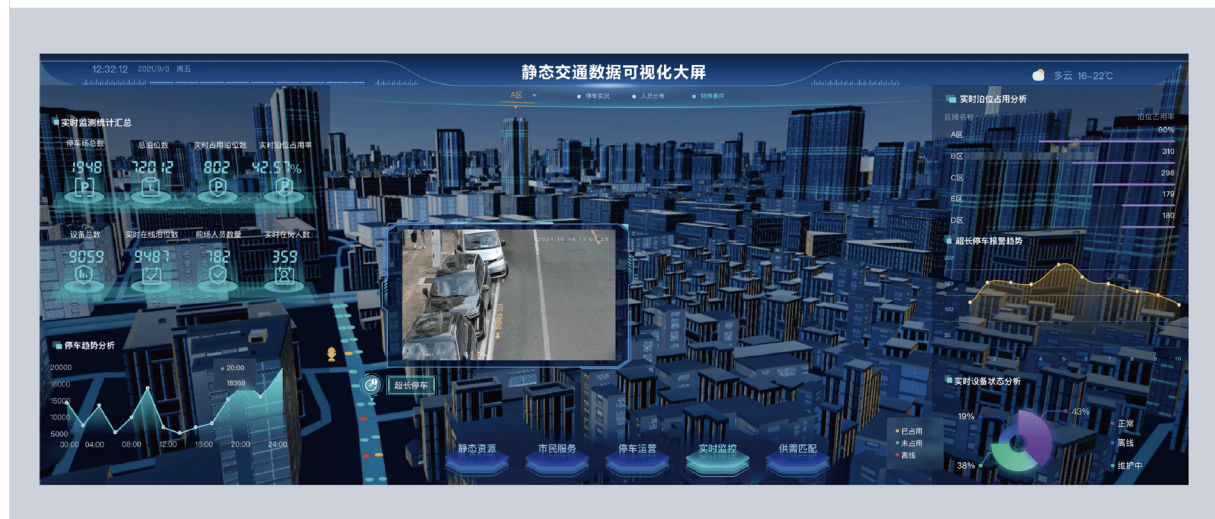 静态交通数据可视化大屏
12:32:12 2021/9/3 周五
多云 16-22℃
A区 停车实况 人员分布 特殊事件
实时监测统计汇总
停车场总数 总泊位数 实时占用泊位数 实时泊位占用率
1948 72012 802 42.57%
设备总数 实时在线泊位数 前场人员数量 实时在岗人数
9059 9487 782 359
停车趋势分析
20000
18000
15000
10000
5000
20:00
18368
00:00 04:00 08:00 12:00 16:00 20:00 24:00
超长停车
静态资源 市民服务 停车运营 实时监控 供需匹配
实时泊位占用分析
区域名称 泊位占用率
A区 80%
B区 310
C区 298
E区 179
D区 180
超长停车报警趋势
200
100
50
实时设备状态分析
19%
43%
38%
正常
离线
维护中
已占用
未占用
离线